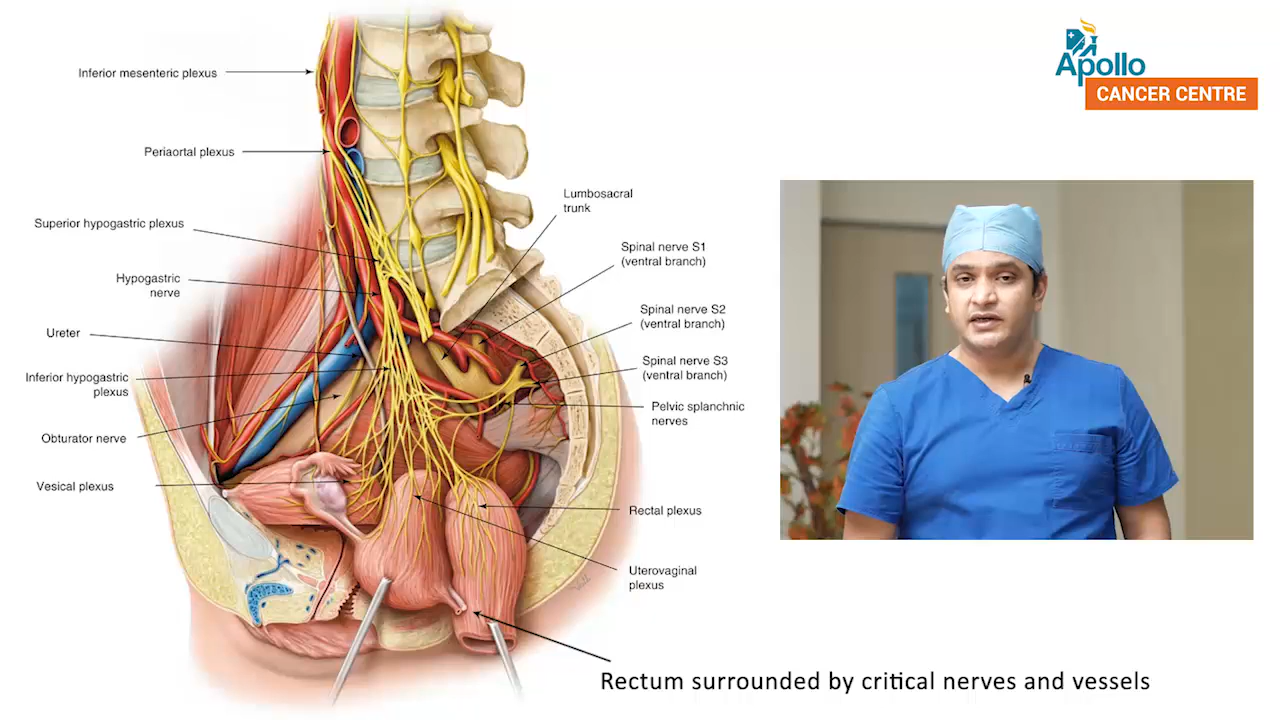 Inferior mesenteric plexus
Periaortal plexus
Superior hypogastric plexus
Hypogastric
nerve
Ureter
Inferior hypogastric
plexus
Obturator nerve
Vesical plexus
Lumbosacral
trunk
Spinal nerve S1
(ventral branch)
Spinal nerve S2
(ventral branch)
Spinal nerve S3
(ventral branch)
Pelvic splanchnic
nerves
Rectal plexus
Uterovaginal
plexus
Rectum surrounded by critical nerves and vessels
Apollo
CANCER CENTRE